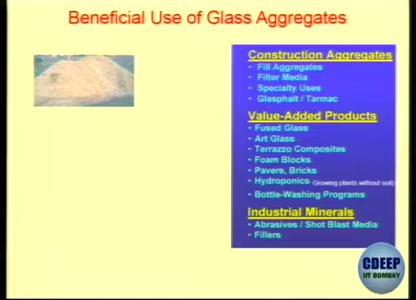 Beneficial Use of Glass Aggregates
Construction Aggregates
• Fill Aggregates
• Filter Media
• Specialty Uses
• Glasphalt / Tarmac
Value-Added Products
• Fused Glass
• Art Glass
• Terrazzo Composites
• Foam Blocks
• Pavers, Bricks
• Hydroponics (Growing plants without soil)
• Bottle-Washing Programs
Industrial Minerals
• Abrasives / Shot Blast Media
• Fillers
CDEEP
IIT BOMBAY